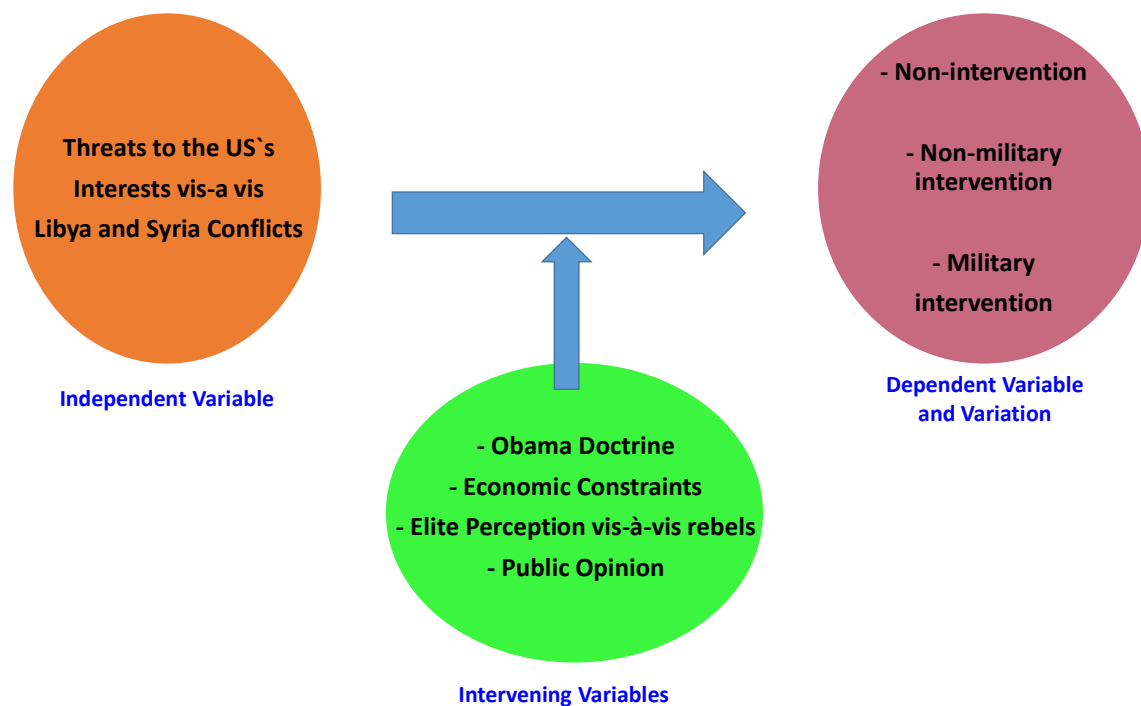 Threats to the US`s
Interests vis-a vis
Libya and Syria Conflicts
Independent Variable
- Non-intervention
- Non-military
intervention
- Military
intervention
Dependent Variable
and Variation
- Obama Doctrine
- Economic Constraints
- Elite Perception vis-à-vis rebels
- Public Opinion
Intervening Variables